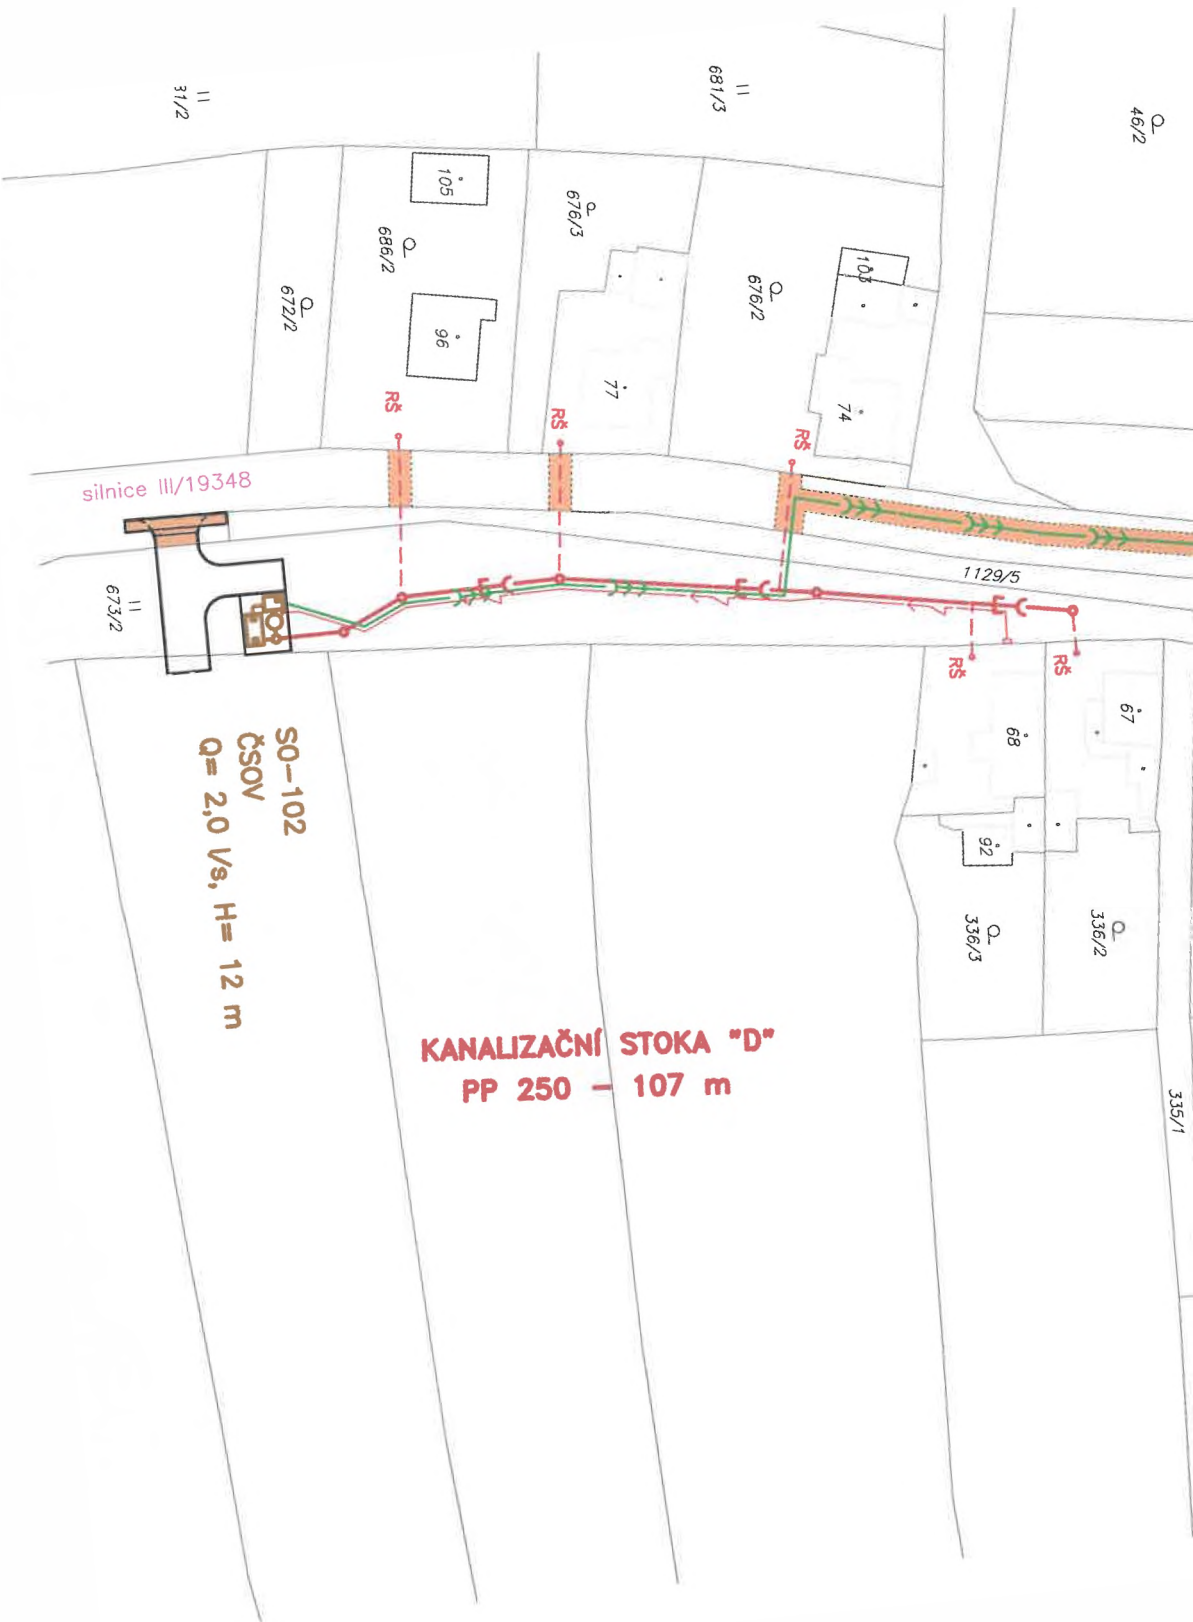 46/2
681/3
31/2
105
676/3
686/2
103
676/2
672/2
96
77
74
RŠ
RŠ
RŠ
silnice III/19348
1129/5
673/2
RŠ
RŠ
67
68
SO-102
ČSOV
Q= 2,0 l/s, H= 12 m
92
336/3
336/2
KANALIZAČNÍ STOKA "D"
PP 250 - 107 m
335/1